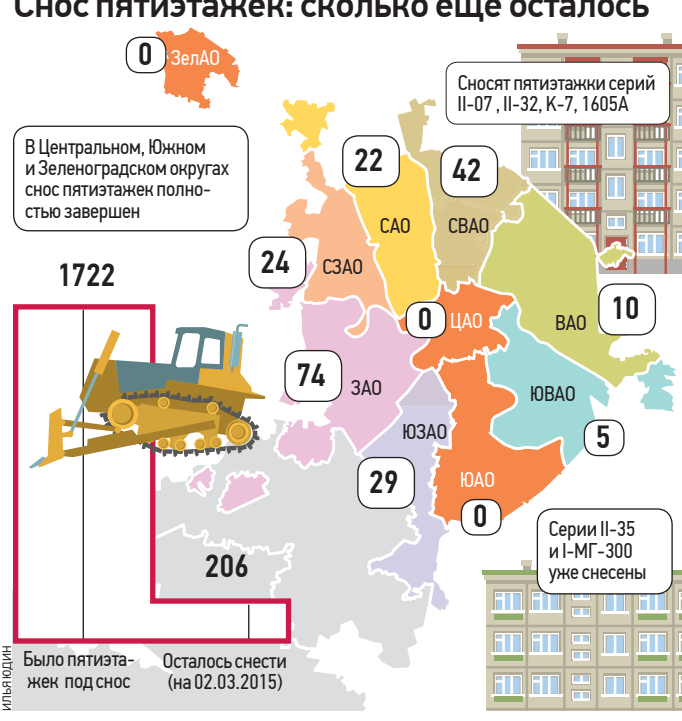 Снос пятиэтажек: сколько еще осталось
0
ЗелАО
Сносят пятиэтажки серий
II-07 , II-32, К-7, 1605А
В Центральном, Южном
и Зеленоградском округах
снос пятиэтажек полно-
стью завершен
22
42
САО
СВАО
24
СЗАО
1722
0
ЦАО
ВАО
10
74
ЗАО
ЮВАО
ЮЗАО
5
29
ЮАО
0
Серии II-35
и I-МГ-300
уже снесены
206
Было пятиэта-
жек под снос
Осталось снести
(на 02.03.2015)
ИЛЬЯ ЮДИН